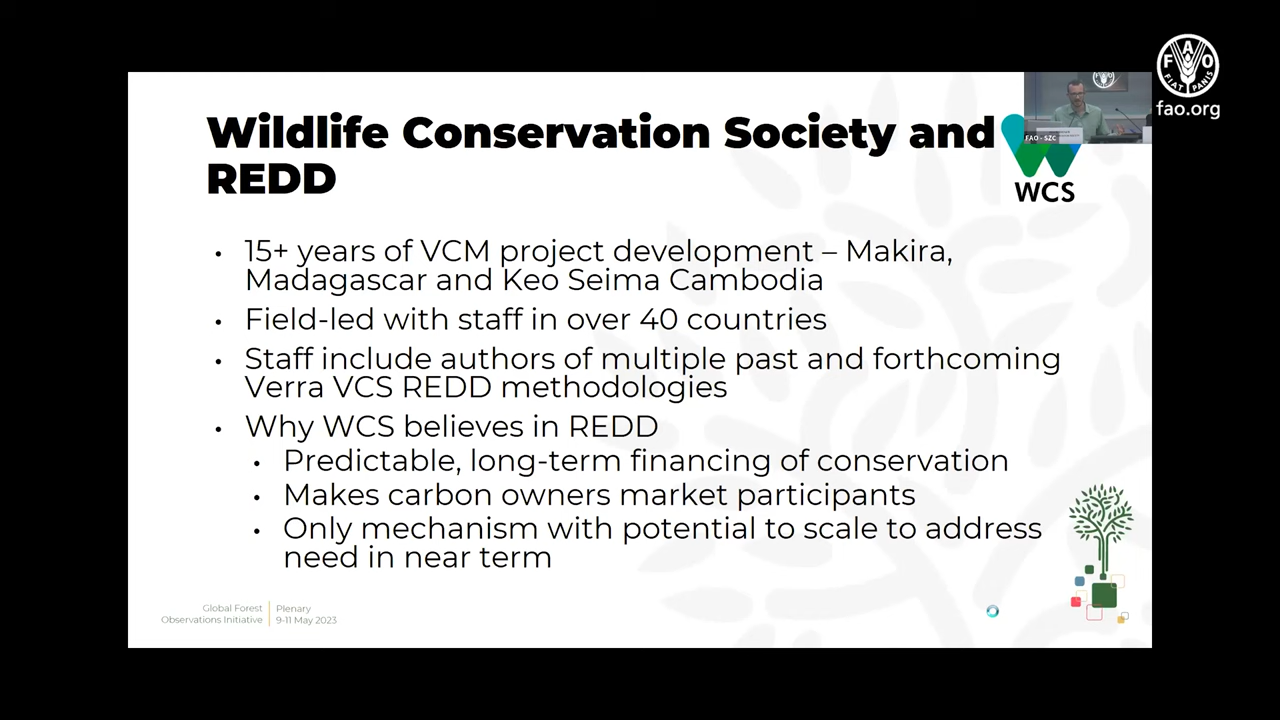 FAO
FIAT PANIS
fao.org
FAO - SZC
Wildlife Conservation Society and
REDD
WCS
• 15+ years of VCM project development – Makira,
Madagascar and Keo Seima Cambodia
• Field-led with staff in over 40 countries
• Staff include authors of multiple past and forthcoming
Verra VCS REDD methodologies
• Why WCS believes in REDD
• Predictable, long-term financing of conservation
• Makes carbon owners market participants
• Only mechanism with potential to scale to address
need in near term
Global Forest
Observations Initiative
Plenary
9-11 May 2023